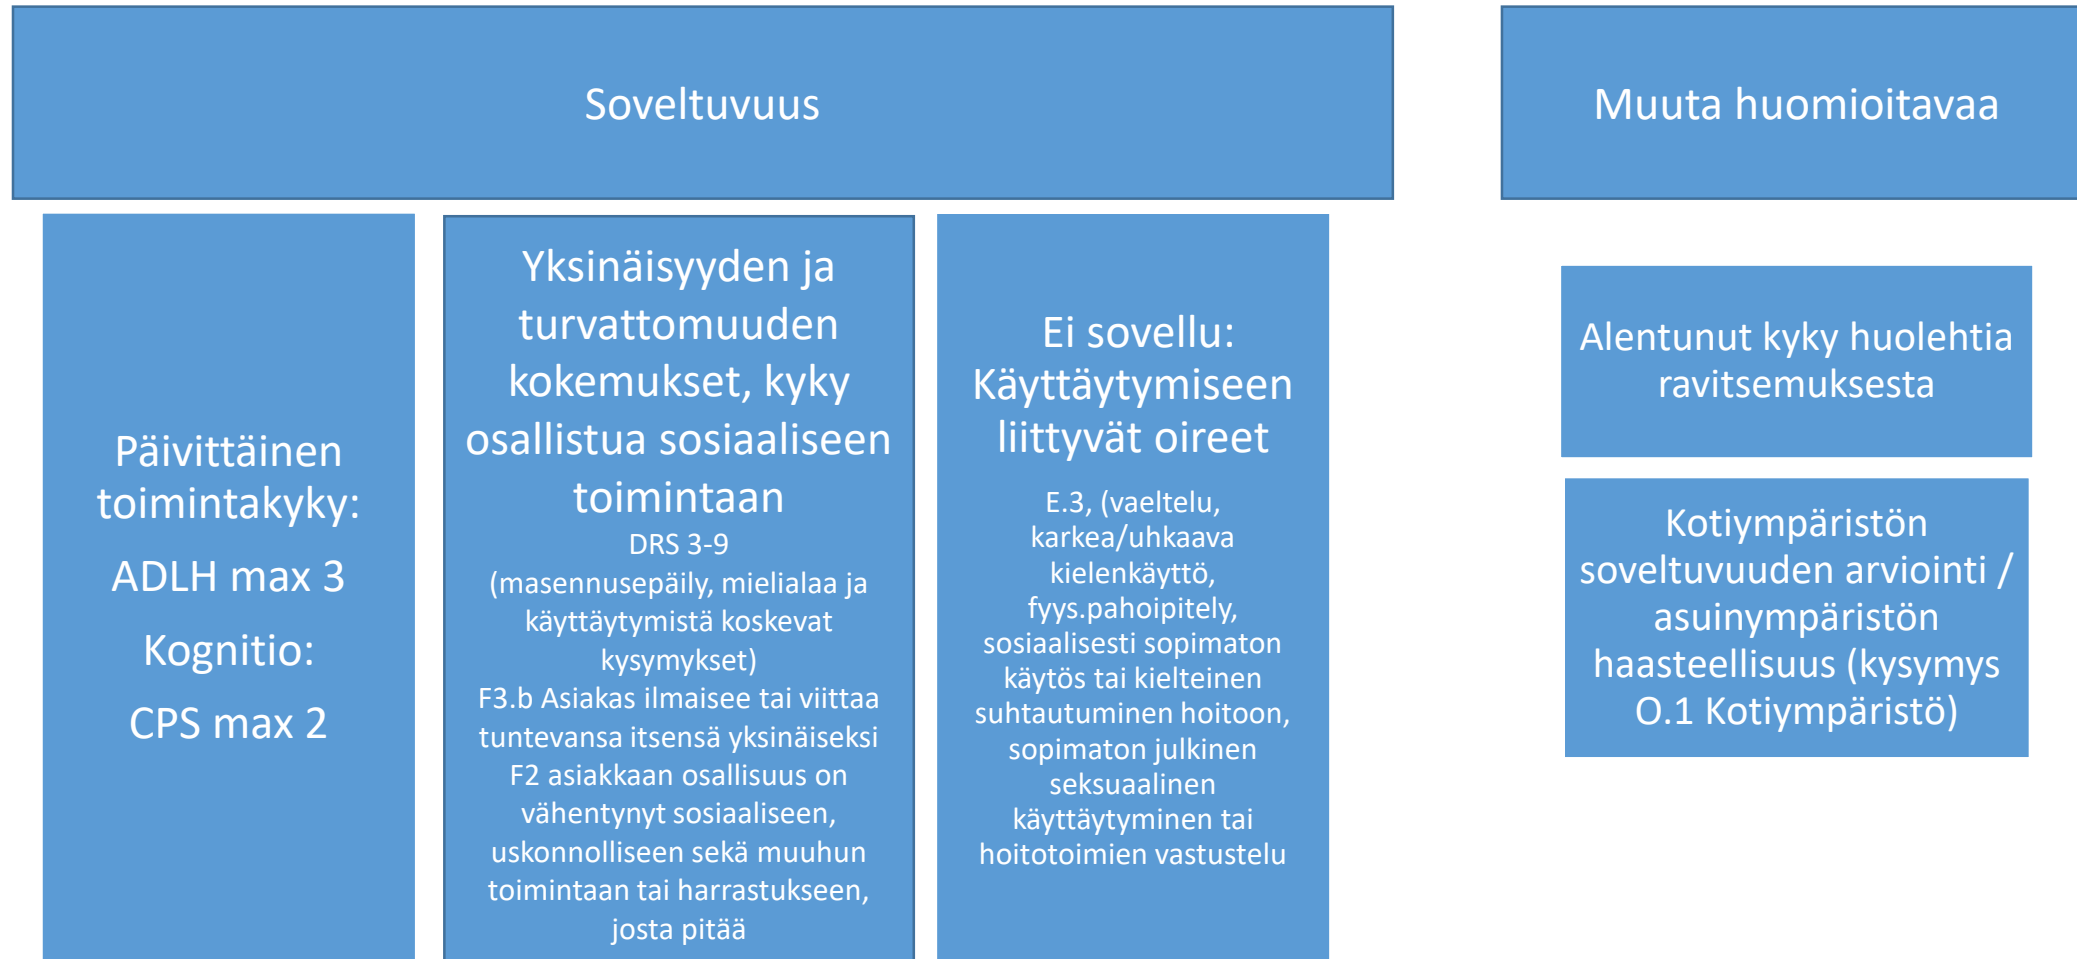 Soveltuvuus
Päivittäinen
toimintakyky:
ADLH max 3
Kognitio:
CPS max 2
Yksinäisyyden ja
turvattomuuden
kokemukset, kyky
osallistua sosiaaliseen
toimintaan
DRS 3-9
(masennusepäily, mielialaa ja
käyttäytymistä koskevat
kysymykset)
F3.b Asiakas ilmaisee tai viittaa
tuntevansa itsensä yksinäiseksi
F2 asiakkaan osallisuus on
vähentynyt sosiaaliseen,
uskonnolliseen sekä muuhun
toimintaan tai harrastukseen,
josta pitää
Ei sovellu:
Käyttäytymiseen
liittyvät oireet
E.3, (vaeltelu,
karkea/uhkaava
kielenkäyttö,
fyys.pahoipitely,
sosiaalisesti sopimaton
käytös tai kielteinen
suhtautuminen hoitoon,
sopimaton julkinen
seksuaalinen
käyttäytyminen tai
hoitotoimien vastustelu
Muuta huomioitavaa
Alentunut kyky huolehtia
ravitsemuksesta
Kotiympäristön
soveltuvuuden arviointi /
asuinympäristön
haasteellisuus (kysymys
O.1 Kotiympäristö)